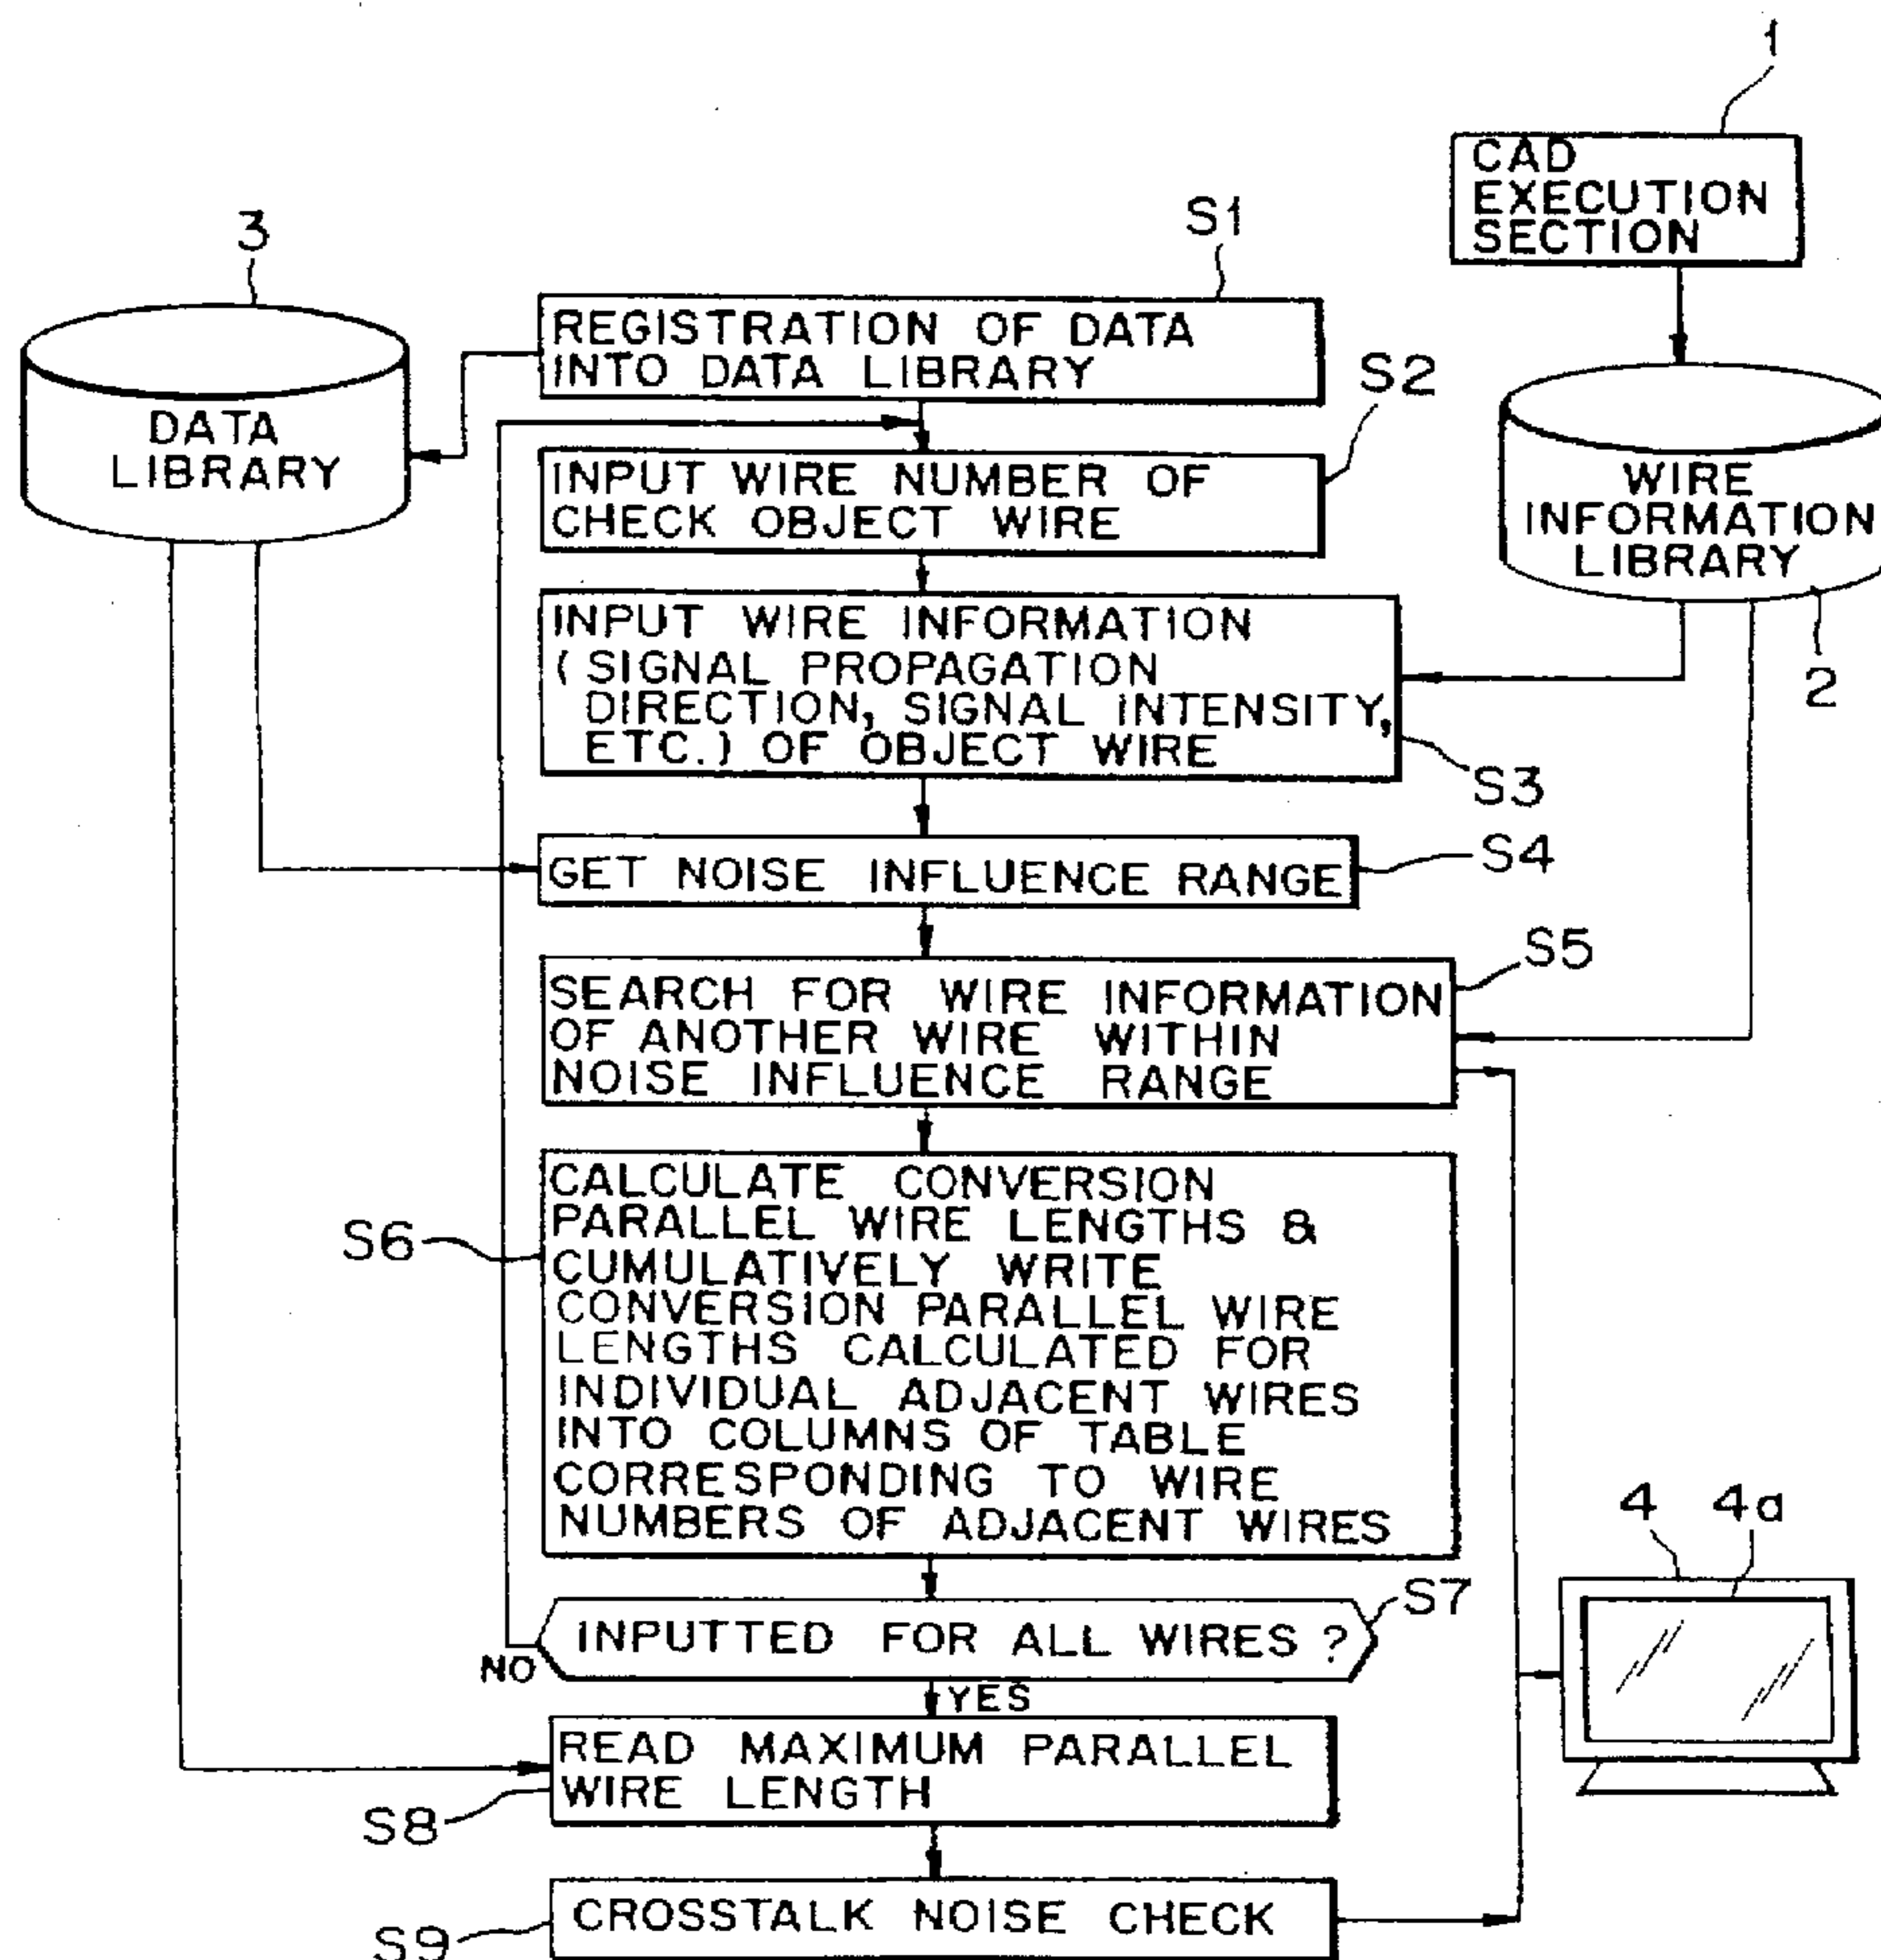 1
CAD
EXECUTION
SECTION
3
S1
REGISTRATION OF DATA
INTO DATA LIBRARY
S2
DATA
LIBRARY
INPUT WIRE NUMBER OF
CHECK OBJECT WIRE
WIRE
INFORMATION
LIBRARY
2
INPUT WIRE INFORMATION
(SIGNAL PROPAGATION
DIRECTION, SIGNAL INTENSITY,
ETC.) OF OBJECT WIRE
S3
GET NOISE INFLUENCE RANGE
S4
S5
SEARCH FOR WIRE INFORMATION
OF ANOTHER WIRE WITHIN
NOISE INFLUENCE RANGE
S6
CALCULATE CONVERSION
PARALLEL WIRE LENGTHS &
CUMULATIVELY WRITE
CONVERSION PARALLEL WIRE
LENGTHS CALCULATED FOR
INDIVIDUAL ADJACENT WIRES
INTO COLUMNS OF TABLE
CORRESPONDING TO WIRE
NUMBERS OF ADJACENT WIRES
4 4a
S7
INPUTTED FOR ALL WIRES ?
NO
YES
READ MAXIMUM PARALLEL
WIRE LENGTH
S8
CROSSTALK NOISE CHECK
S9